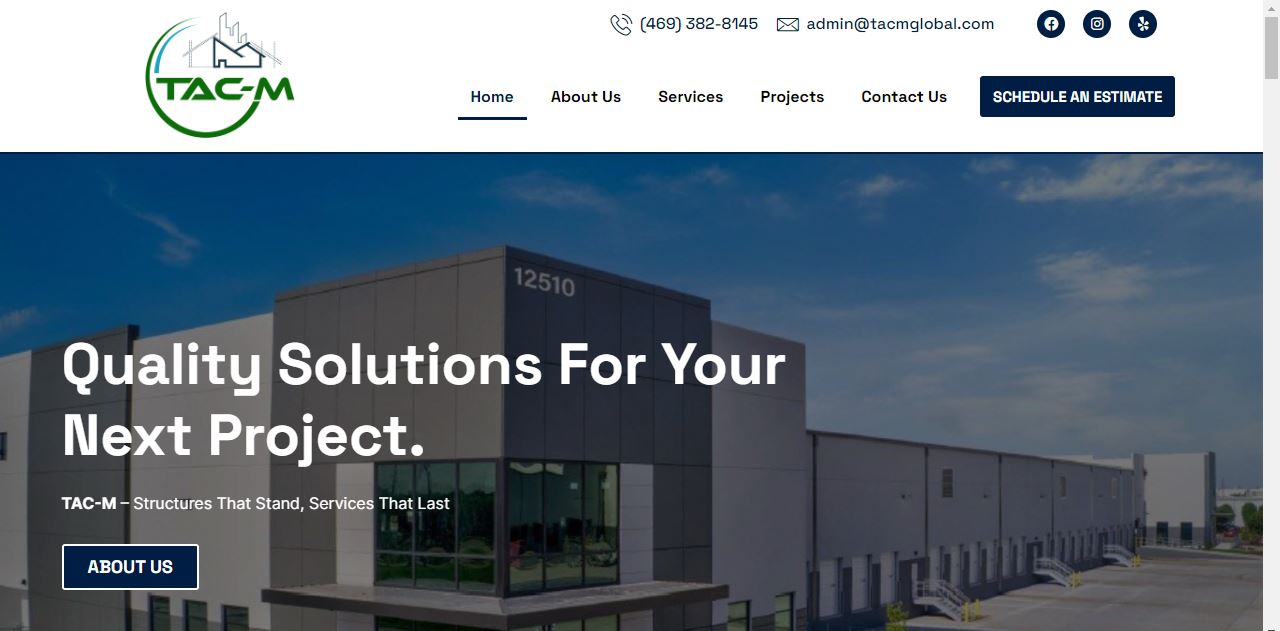 TAC-M
(469) 382-8145
admin@tacmglobal.com
Home
About Us
Services
Projects
Contact Us
SCHEDULE AN ESTIMATE
12510
Quality Solutions For Your
Next Project.
TAC-M – Structures That Stand, Services That Last
ABOUT US